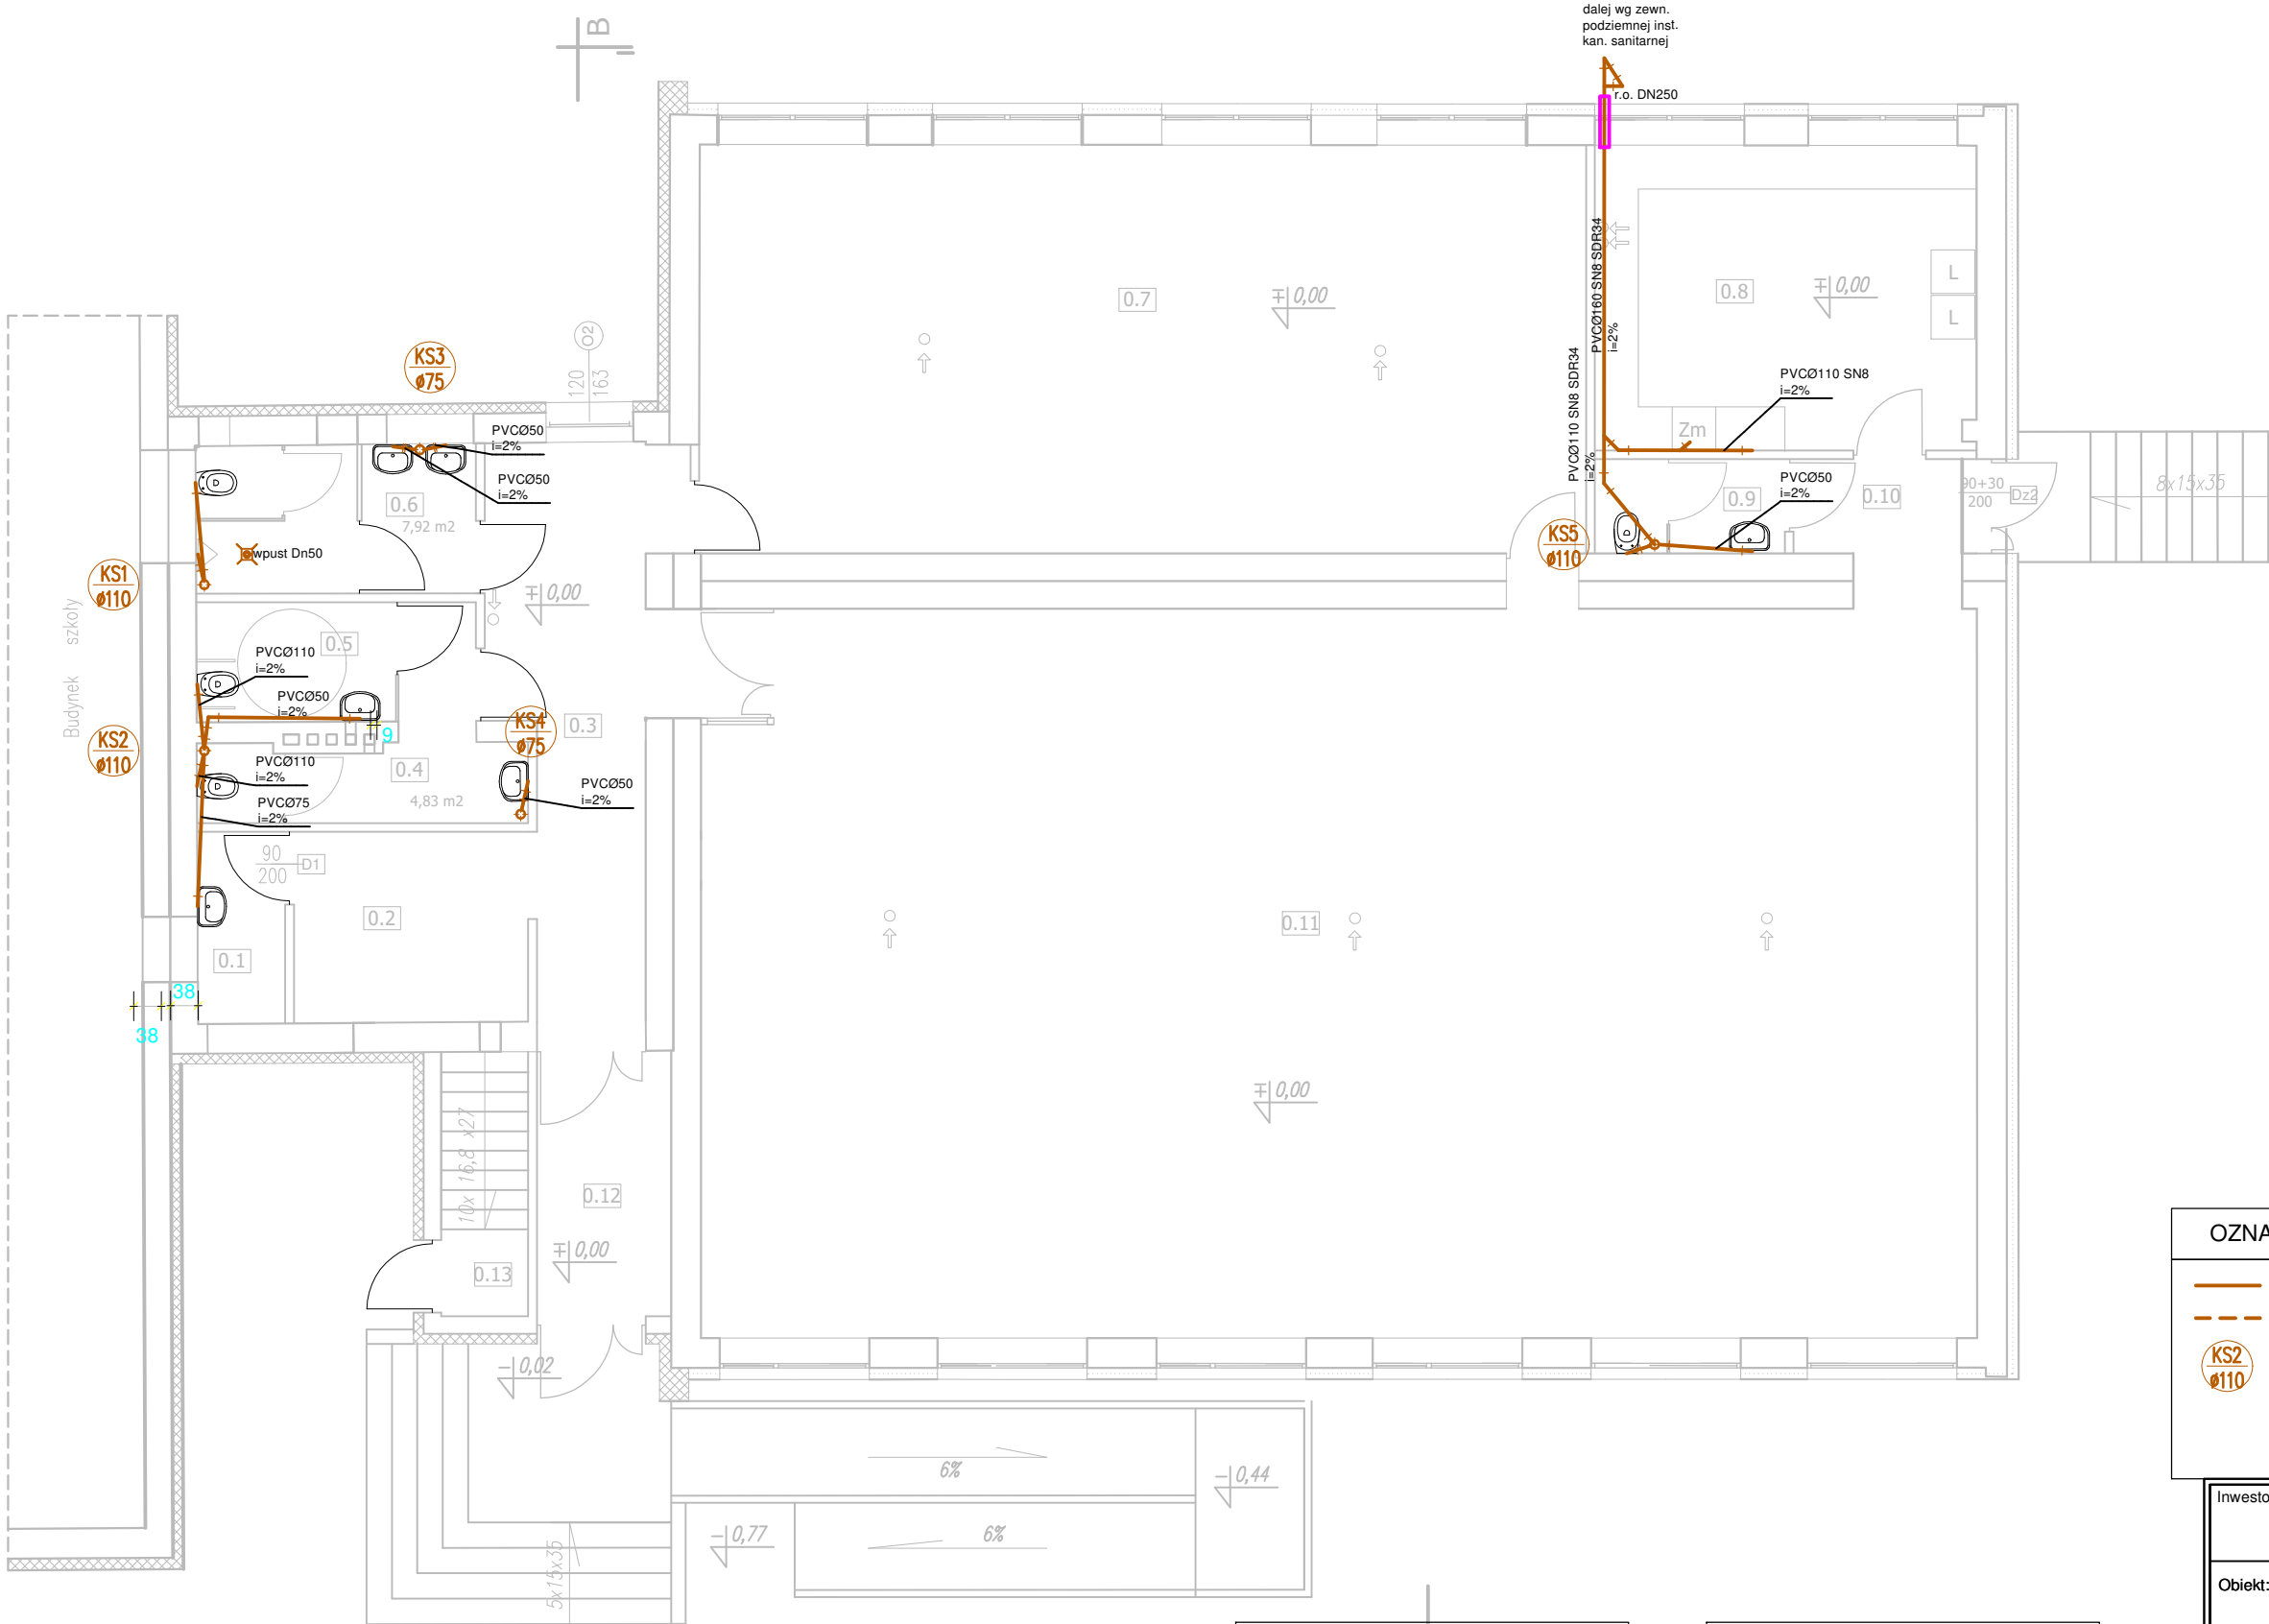 dalej wg zewn.
podziemnej inst.
kan. sanitarnej
B
r.o. DN250
0.7
0,00
PVCØ160 SN8 SDR34
i=2%
0.8
0,00
L
L
KS3
ø75
O2
120
163
PVCØ110 SN8 SDR34
i=2%
PVCØ110 SN8
i=2%
Zm
PVCØ50
i=2%
PVCØ50
i=2%
0.6
7,92 m2
PVCØ50
i=2%
0.9
0.10
90+30
200
Dz2
8x15x35
wpust Dn50
KS5
ø110
KS1
ø110
0,00
Budynek szkoły
0.5
PVCØ110
i=2%
PVCØ50
i=2%
KS4
ø75
0.3
9
KS2
ø110
PVCØ110
i=2%
0.4
4,83 m2
PVCØ75
i=2%
PVCØ50
i=2%
90
200
D1
0.2
0.11
0.1
38
38
0,00
10x 16,8 x27
0.12
0,00
0.13
0,02
OZNA
KS2
ø110
6%
0,44
0,77
6%
5x15x35
Inwesto
Obiekt: